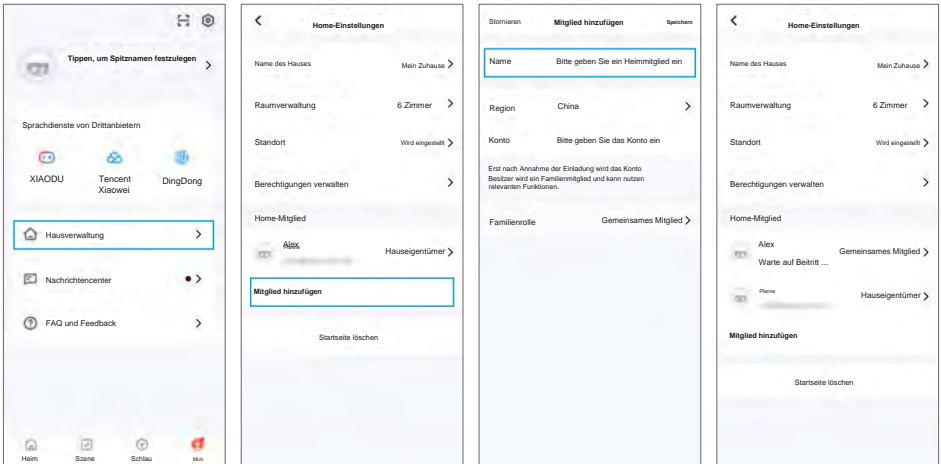 Tippen, um Spitznamen festzulegen
Sprachdienste von Drittanbietern
XIAODU
Tencent
Xiaowei
DingDong
Hausverwaltung
Nachrichtencenter
FAQ und Feedback
Heim
Szene
Schlau
Mich
Home-Einstellungen
Name des Hauses
Mein Zuhause
Raumverwaltung
6 Zimmer
Standort
Wird eingestellt
Berechtigungen verwalten
Home-Mitglied
Alex
Hauseigentümer
Mitglied hinzufügen
Startseite löschen
Stornieren
Mitglied hinzufügen
Speichern
Name
Bitte geben Sie ein Heimmitglied ein
Region
China
Konto
Bitte geben Sie das Konto ein
Erst nach Annahme der Einladung wird das Konto
Besitzer wird ein Familienmitglied und kann nutzen
relevanten Funktionen.
Familienrolle
Gemeinsames Mitglied
Home-Einstellungen
Name des Hauses
Mein Zuhause
Raumverwaltung
6 Zimmer
Standort
Wird eingestellt
Berechtigungen verwalten
Home-Mitglied
Alex
Warte auf Beitritt ...
Gemeinsames Mitglied
Pfanne
Hauseigentümer
Mitglied hinzufügen
Startseite löschen